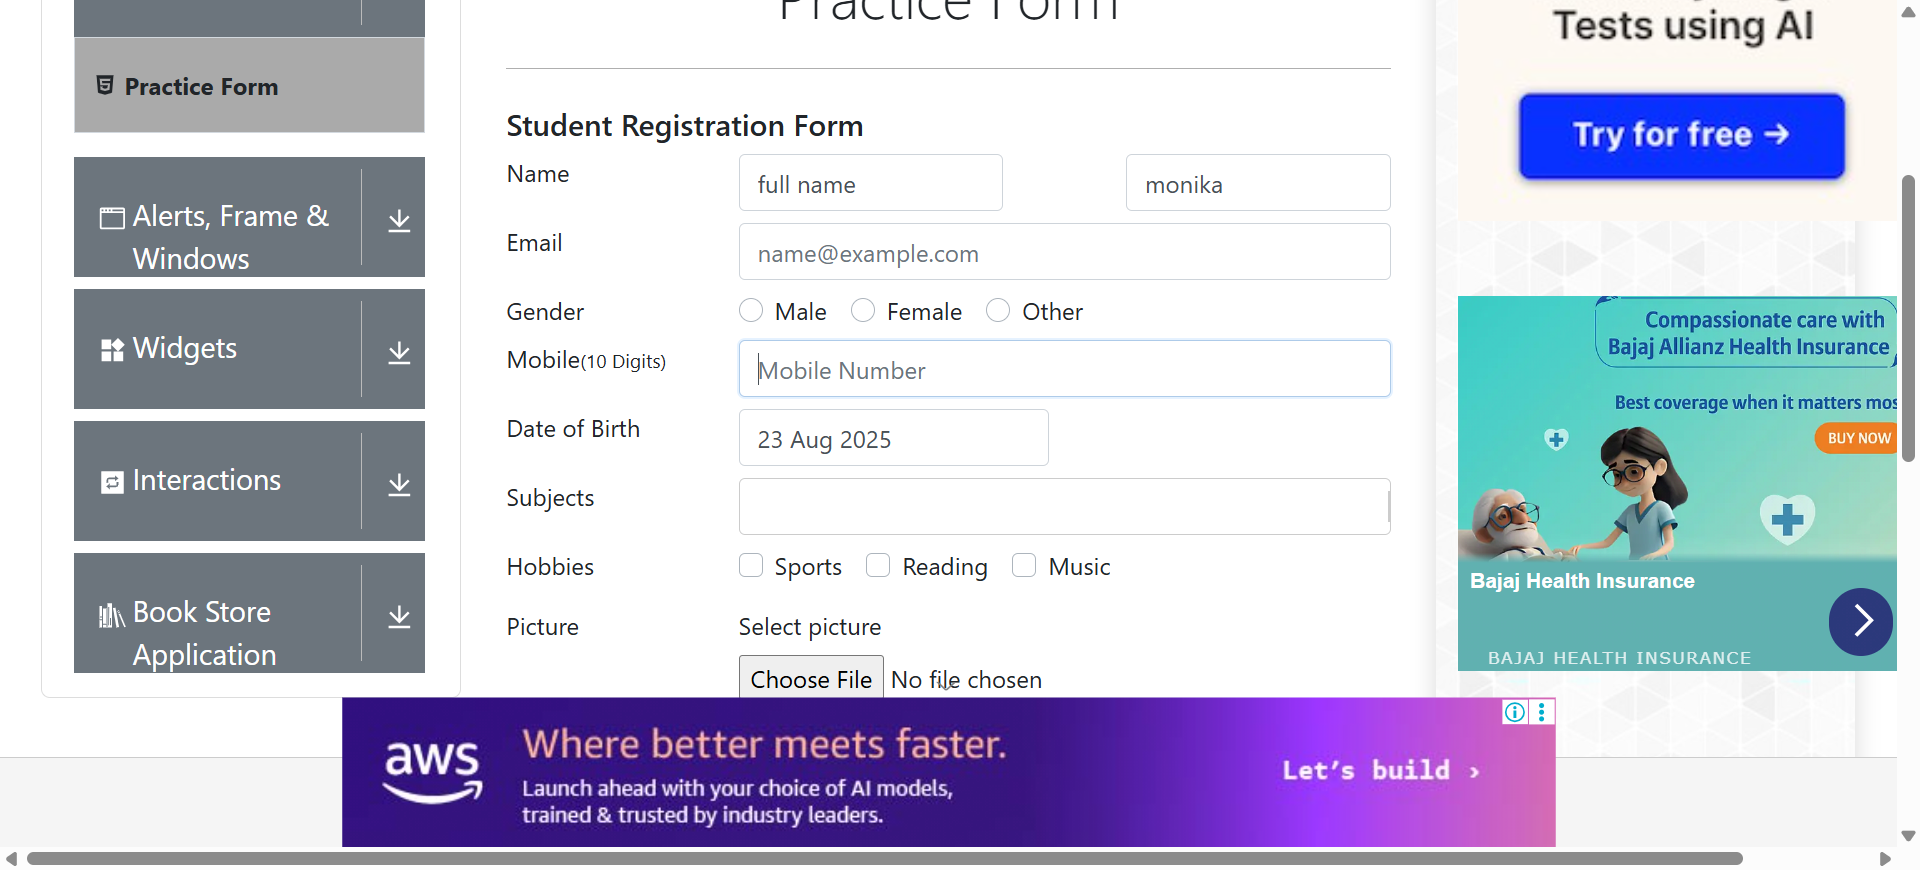 Practice Form
Practice Form
Alerts, Frame &
Windows
Widgets
Interactions
Book Store
Application
Student Registration Form
Name
full name
monika
Email
name@example.com
Gender
Male
Female
Other
Mobile(10 Digits)
Mobile Number
Date of Birth
23 Aug 2025
Subjects
Hobbies
Sports
Reading
Music
Picture
Select picture
Choose File
No file chosen
Tests using AI
Try for free →
Compassionate care with
Bajaj Allianz Health Insurance
Best coverage when it matters mos
BUY NOW
Bajaj Health Insurance
BAJAJ HEALTH INSURANCE
aws
Where better meets faster.
Launch ahead with your choice of AI models,
trained & trusted by industry leaders.
Let's build ›